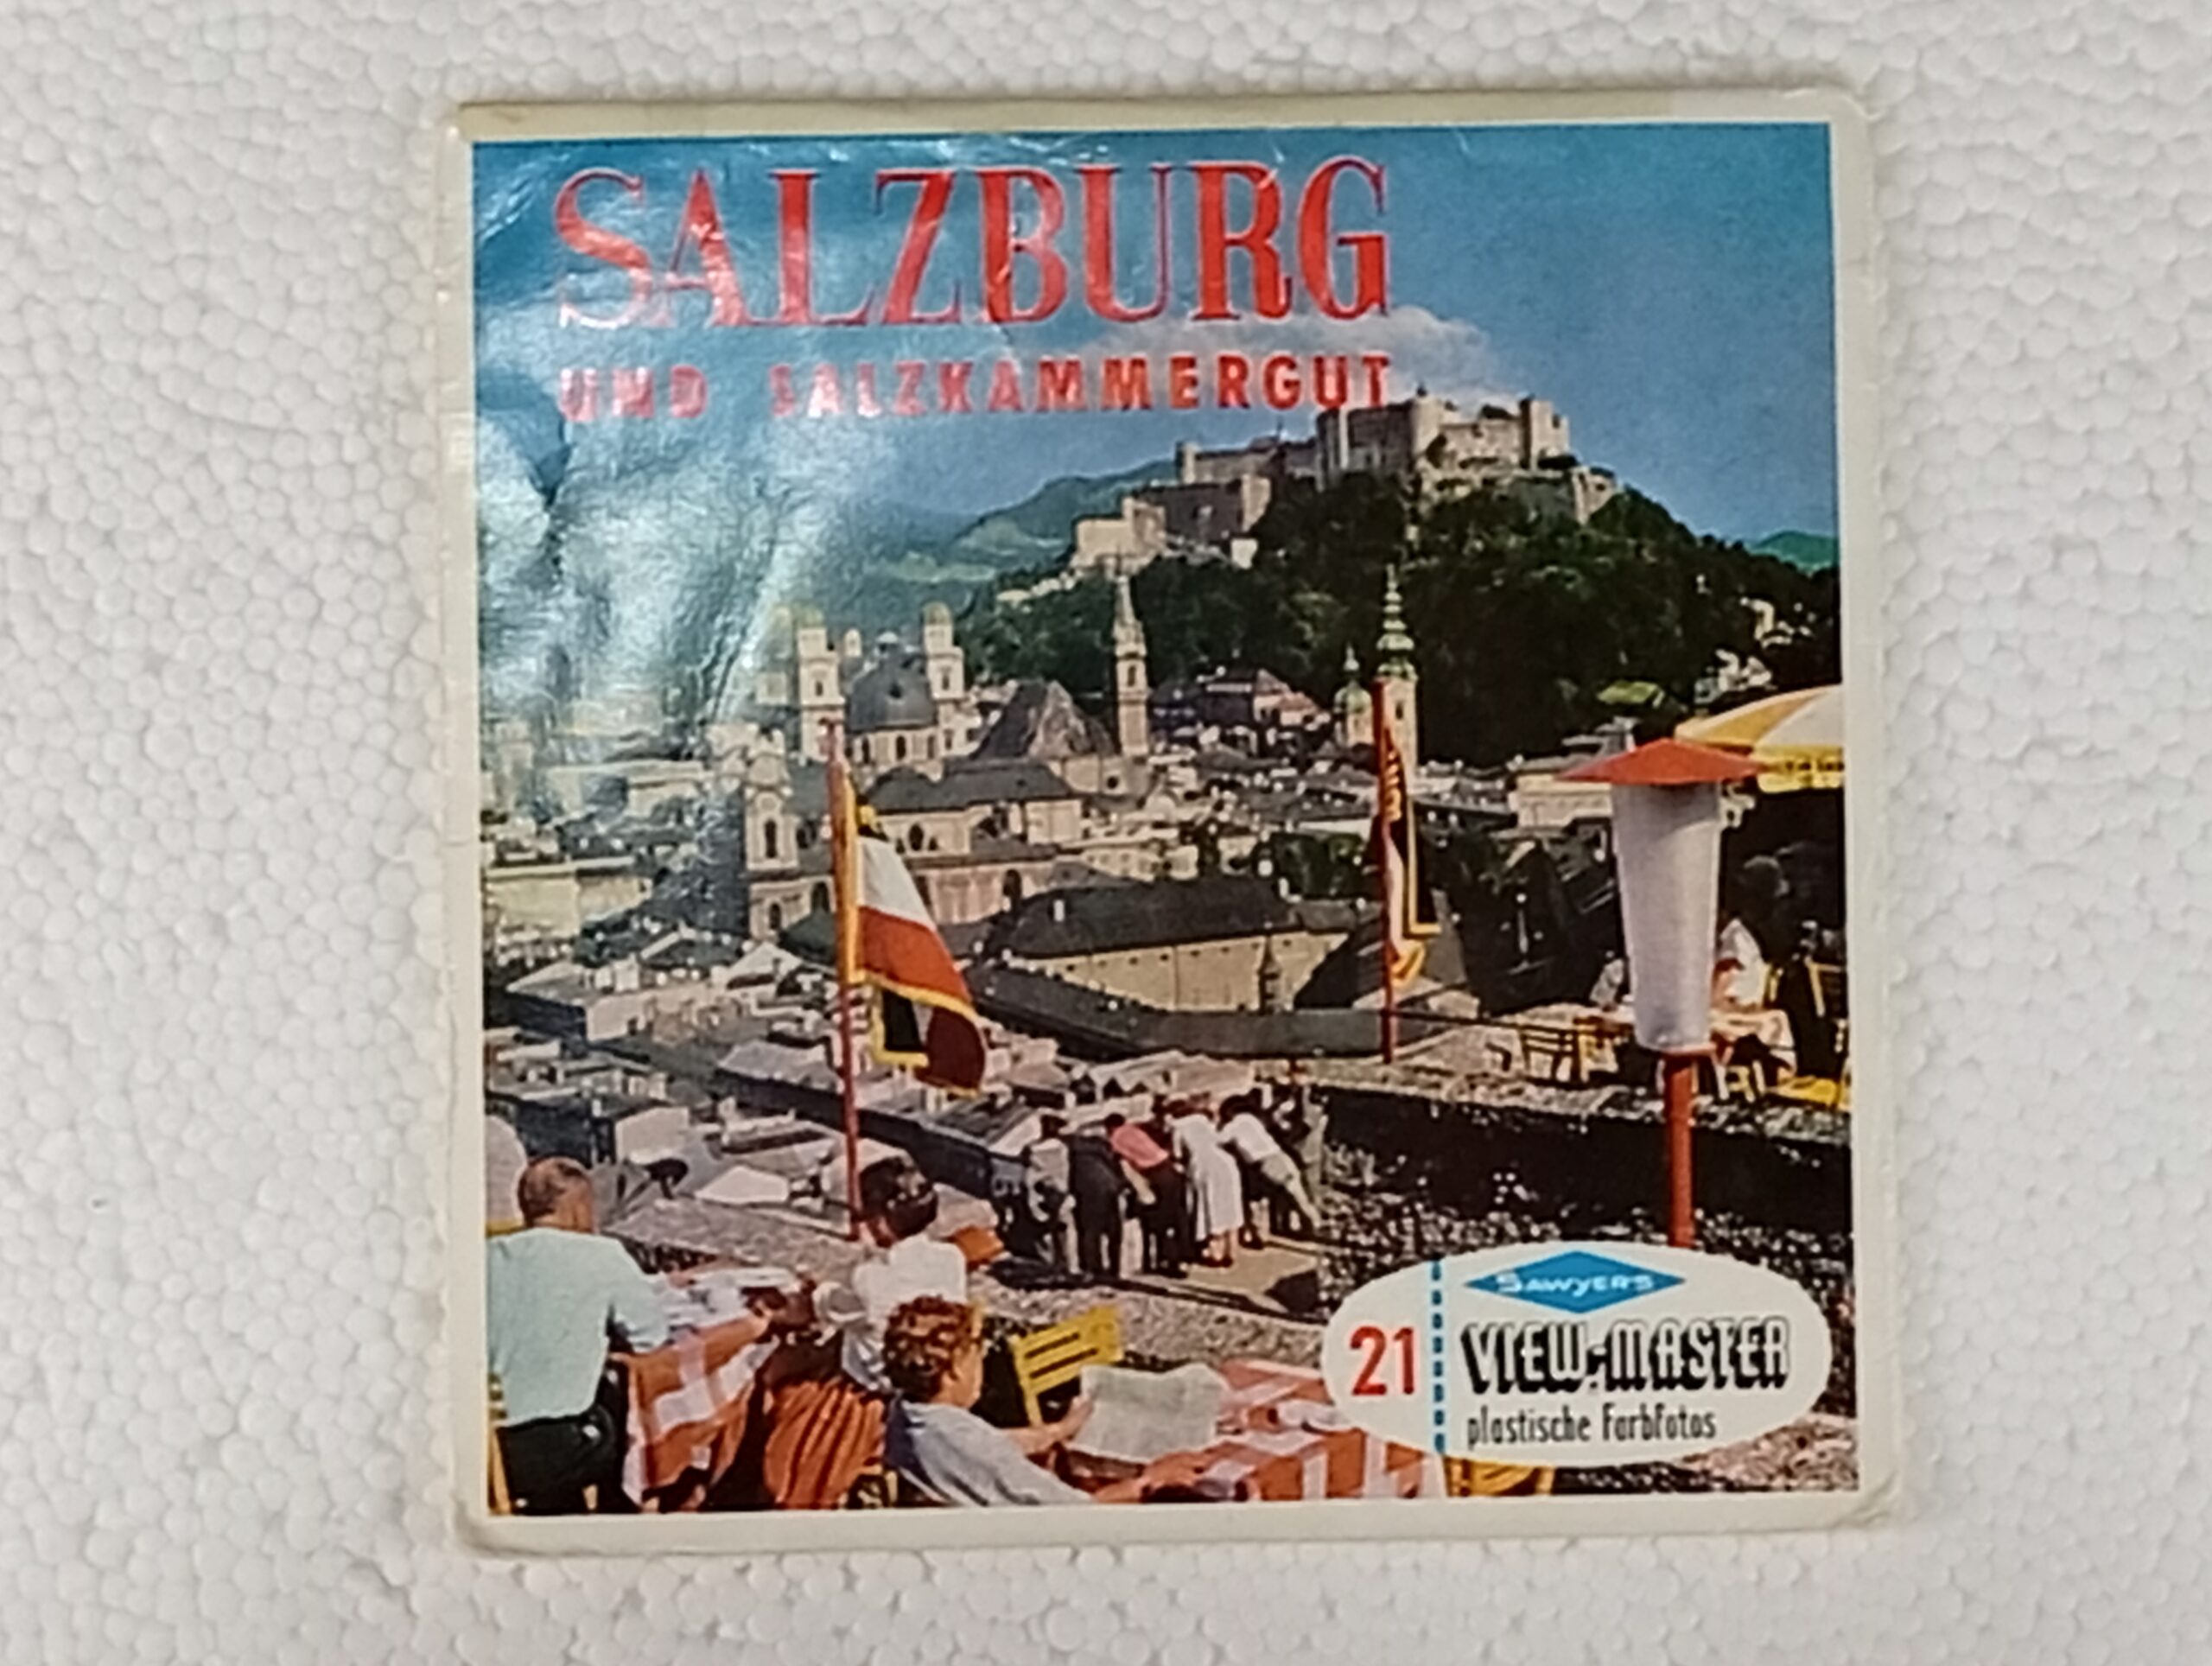 SALZBURG
UND SALZKAMMERGUT
SAWYER'S
21 VIEW-MASTER
plastische Farbfotos